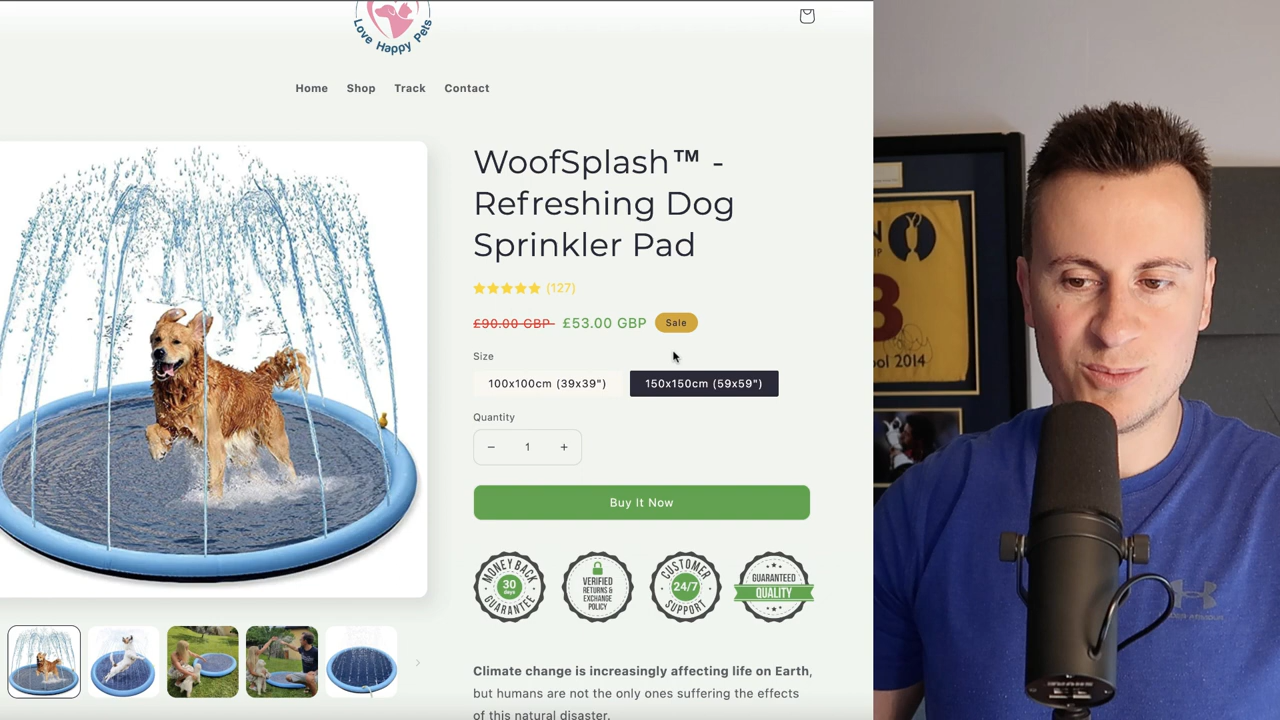 Love Happy Pets
Home Shop Track Contact
WoofSplash™ -
Refreshing Dog
Sprinkler Pad
(127)
£90.00 GBP £53.00 GBP Sale
Size
100x100cm (39x39") 150x150cm (59x59")
Quantity
− 1 +
Buy It Now
MONEY BACK
30
days
GUARANTEE
VERIFIED
RETURNS &
EXCHANGE
POLICY
CUSTOMER
24/7
SUPPORT
GUARANTEED
QUALITY
Climate change is increasingly affecting life on Earth,
but humans are not the only ones suffering the effects
of this natural disaster.
8
2014